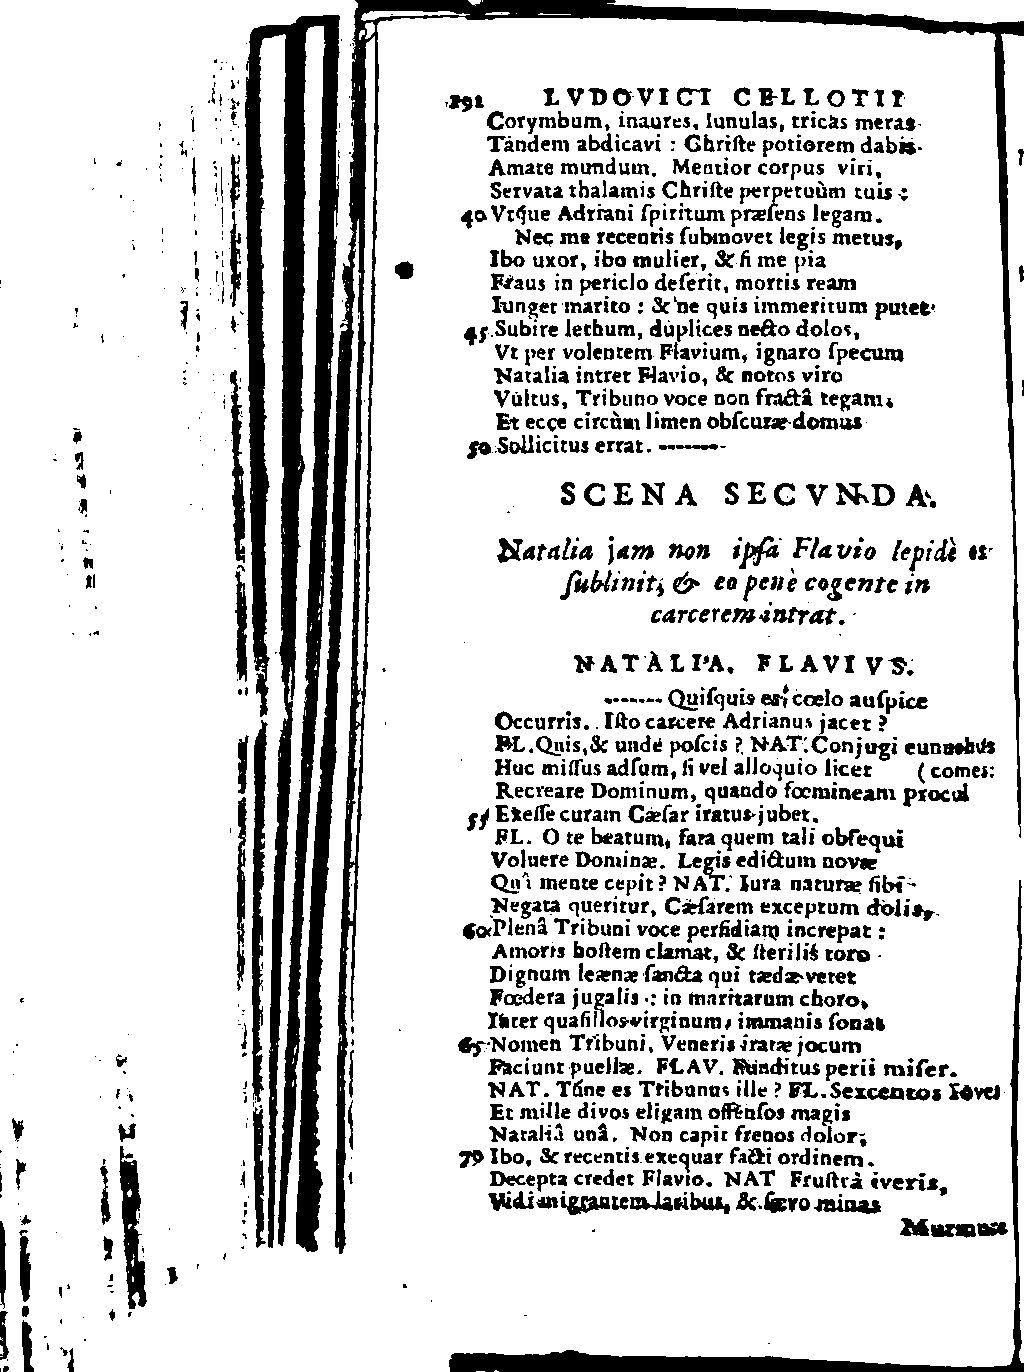 292 LVDOVICI CELLOTII
Corymbum, inaures, lunulas, tricas meras
Tandem abdicavi : Chriſte potiorem dabis.
Amate mundum. Mentior corpus viri,
Servata thalamis Chriſte perpetuùm tuis :
40 Vtque Adriani ſpiritum præſens legam.
Nec me recentis ſubmovet legis metus,
Ibo uxor, ibo mulier, & ſi me pia
Fraus in periclo deſerit, mortis ream
Iunget marito : & ne quis immeritum putet
45 Subire lethum, duplices necto dolos,
Vt per volentem Flavium, ignaro ſpecum
Natalia intret Flavio, & notos viro
Vultus, Tribuno voce non fractâ tegam.
Et ecce circùm limen obſcuræ domus
50 Sollicitus errat. -------
SCENA SECVNDA.
Natalia jam non ipſa Flavio lepidè os
ſublinit, & eo penè cogente in
carcerem intrat.
NATALIA. FLAVIVS.
------- Quiſquis es, cœlo auſpice
Occurris. Iſto carcere Adrianus jacet ?
FL. Quis, & unde poſcis ? NAT. Conjugi eunuchus
Huc miſſus adſum, ſi vel alloquio licet (comes:
Recreare Dominum, quando fœmineam procul
55 Exeſſe curam Cæſar iratus jubet.
FL. O te beatum, fata quem tali obſequi
Voluere Dominæ. Legis edictum novæ
Quî mente cepit ? NAT. Iura naturæ ſibi
Negata queritur, Cæſarem exceptum dolis,
60 Plenâ Tribuni voce perfidiam increpat :
Amoris hoſtem clamat, & ſterilis toro
Dignum leænæ ſancta qui tædæ vetet
Fœdera jugalis : in maritarum choro,
Inter quaſillos virginum, immanis ſonat
65 Nomen Tribuni, Veneris iratæ jocum
Faciunt puellæ. FLAV. Funditus perii miſer.
NAT. Túne es Tribunus ille ? FL. Sexcentos Iovet
Et mille divos eligam offenſos magis
Nataliâ unâ. Non capit frenos dolor;
70 Ibo, & recentis exequar facti ordinem.
Decepta credet Flavio. NAT Fruſtrà iveris,
Vidi migrantem laribus, & ſævo minas
Murmure